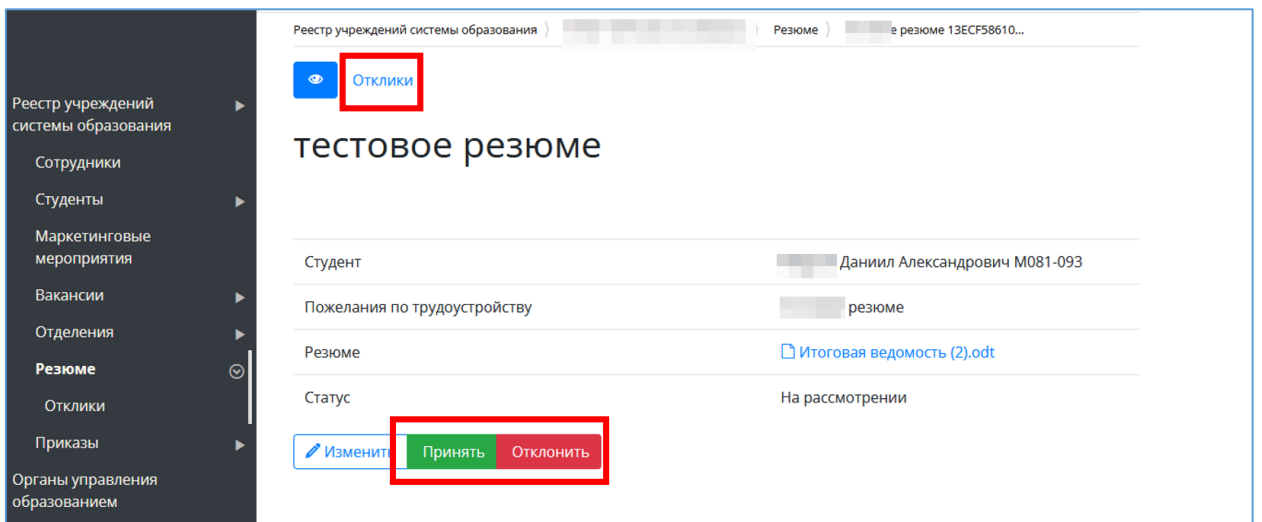 Реестр учреждений системы образования
Резюме
е резюме 13ECF58610...
Отклики
тестовое резюме
Реестр учреждений
системы образования
Сотрудники
Студенты
Маркетинговые
мероприятия
Вакансии
Отделения
Резюме
Отклики
Приказы
Органы управления
образованием
Студент
Даниил Александрович М081-093
Пожелания по трудоустройству
резюме
Резюме
Итоговая ведомость (2).odt
Статус
На рассмотрении
Изменить
Принять
Отклонить